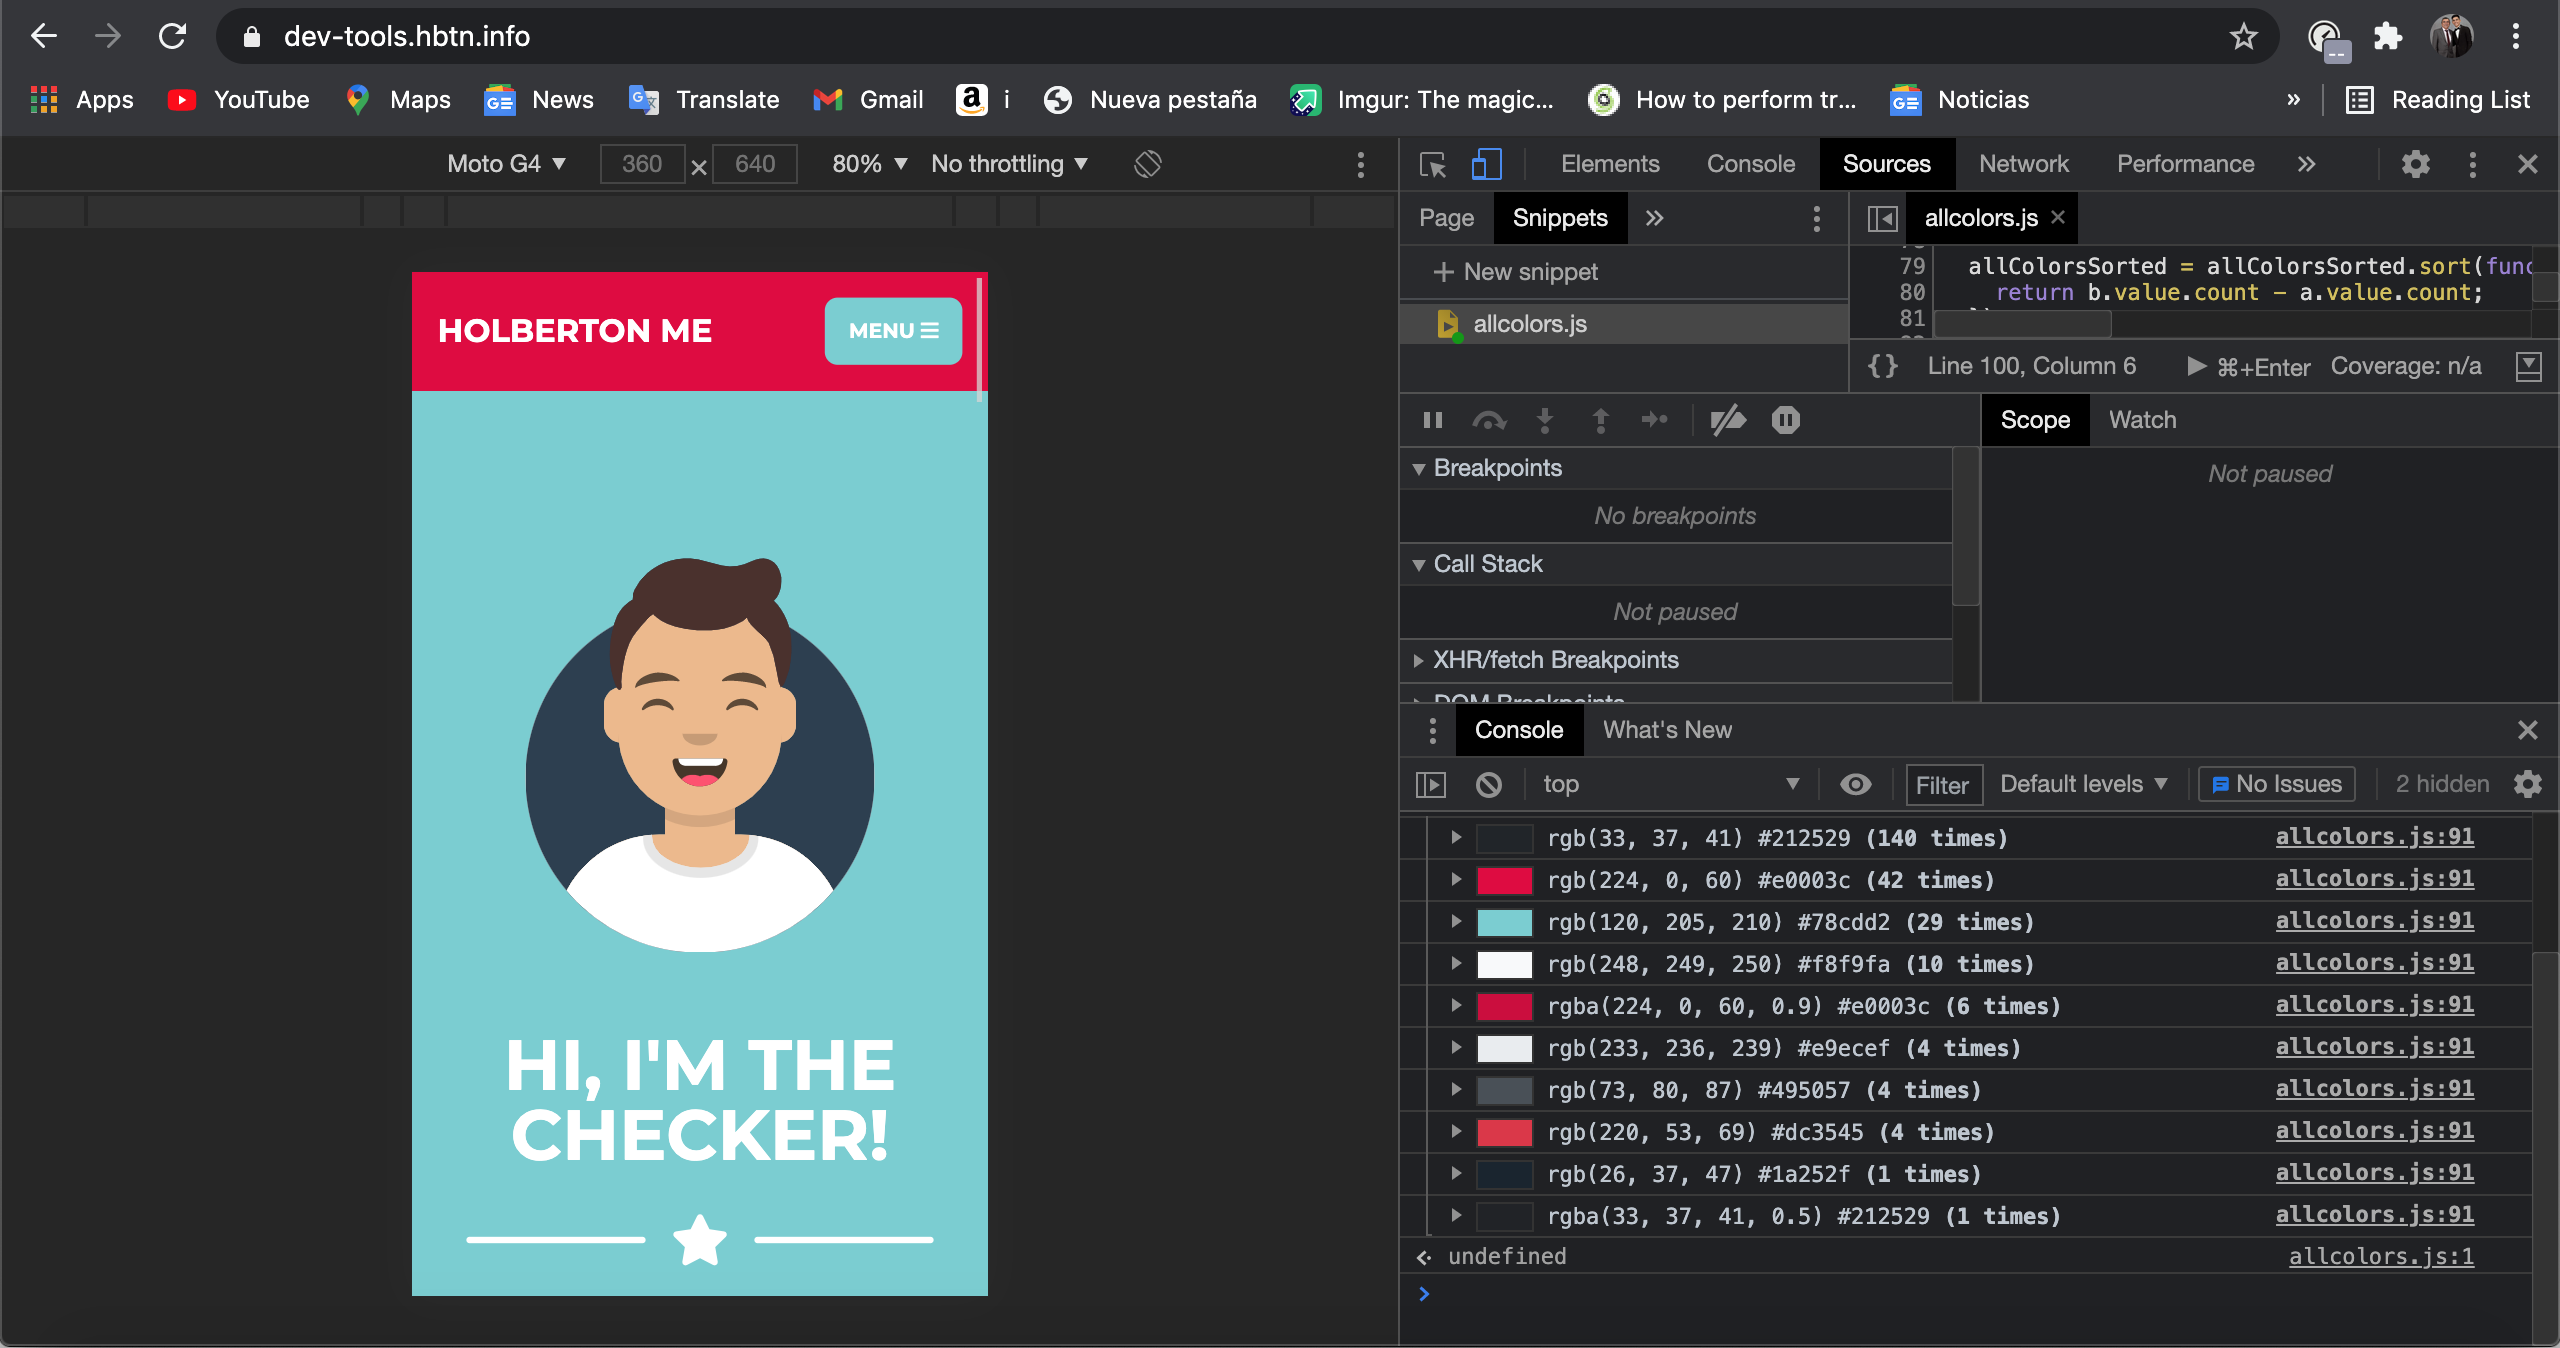 dev-tools.hbtn.info
Apps YouTube Maps News Translate Gmail i Nueva pestaña Imgur: The magic... How to perform tr... Noticias » Reading List
Moto G4 360 × 640 80% No throttling
Elements Console Sources Network Performance »
Page Snippets »
allcolors.js ×
+ New snippet
allcolors.js
79 allColorsSorted = allColorsSorted.sort(func
80 return b.value.count - a.value.count;
81
{ } Line 100, Column 6 ⌘+Enter Coverage: n/a
Scope Watch
Not paused
Breakpoints
No breakpoints
Call Stack
Not paused
XHR/fetch Breakpoints
DOM Breakpoints
Console What's New
top Filter Default levels No Issues 2 hidden
rgb(33, 37, 41) #212529 (140 times) allcolors.js:91
rgb(224, 0, 60) #e0003c (42 times) allcolors.js:91
rgb(120, 205, 210) #78cdd2 (29 times) allcolors.js:91
rgb(248, 249, 250) #f8f9fa (10 times) allcolors.js:91
rgba(224, 0, 60, 0.9) #e0003c (6 times) allcolors.js:91
rgb(233, 236, 239) #e9ecef (4 times) allcolors.js:91
rgb(73, 80, 87) #495057 (4 times) allcolors.js:91
rgb(220, 53, 69) #dc3545 (4 times) allcolors.js:91
rgb(26, 37, 47) #1a252f (1 times) allcolors.js:91
rgba(33, 37, 41, 0.5) #212529 (1 times) allcolors.js:91
undefined allcolors.js:1
HOLBERTON ME
MENU
HI, I'M THE
CHECKER!